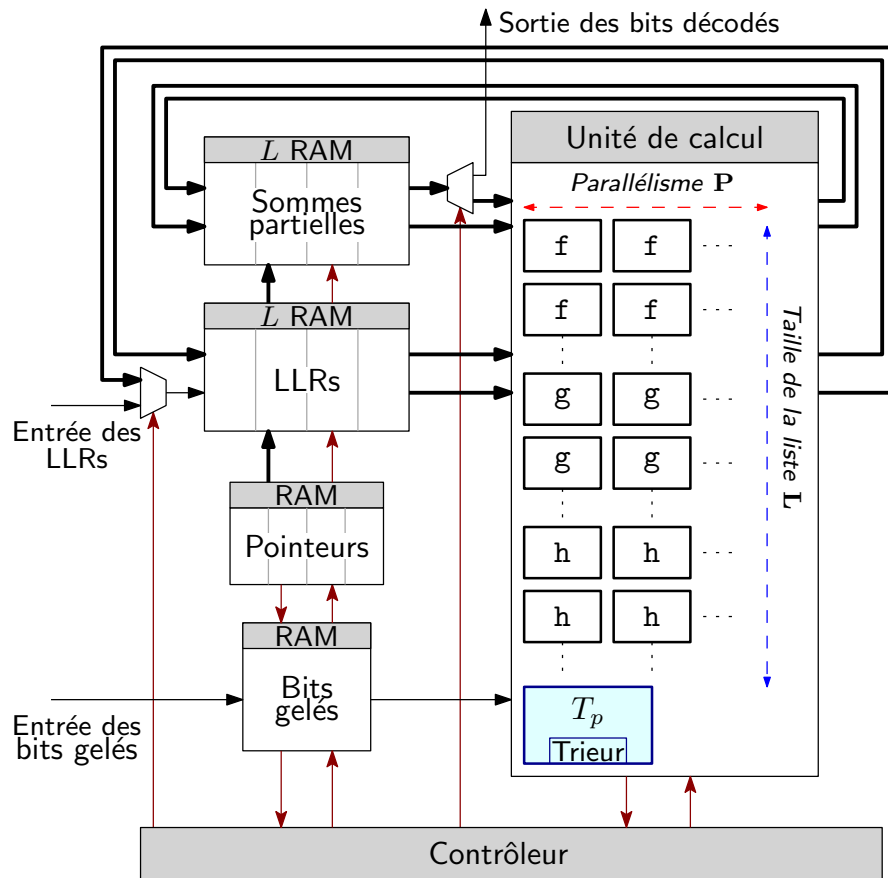 Sortie des bits décodés
L RAM
Sommes
partielles
Unité de calcul
Parallélisme P
f f ...
f f ...
g g ...
g g ...
h h ...
h h ...
Taille de la liste L
T_p
Trieur
L RAM
LLRs
Entrée des
LLRs
RAM
Pointeurs
RAM
Bits
gelés
Entrée des
bits gelés
Contrôleur